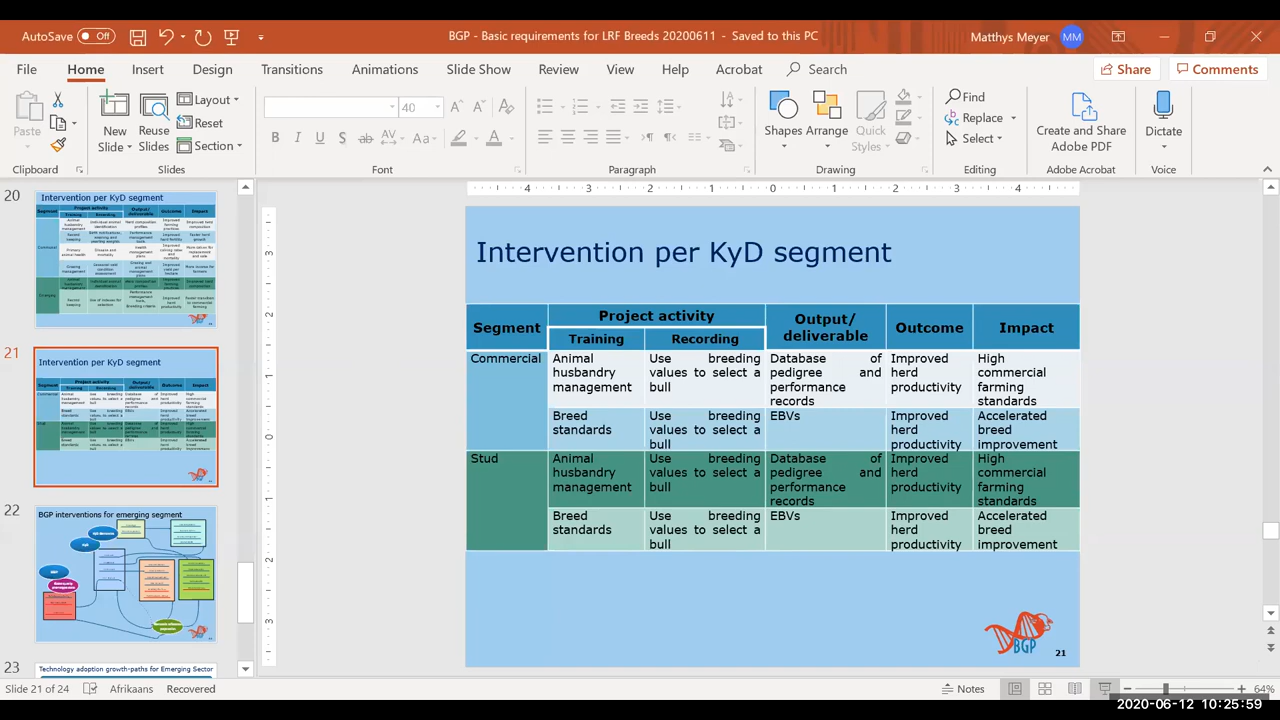 AutoSave Off BGP - Basic requirements for LRF Breeds 20200611 - Saved to this PC Matthys Meyer MM
File Home Insert Design Transitions Animations Slide Show Review View Help Acrobat Search Share Comments
Paste New Slide Reuse Slides Layout Reset Section 40 Shapes Arrange Quick Styles Find Replace Select Create and Share Adobe PDF Dictate
Clipboard Slides Font Paragraph Drawing Editing Adobe Acrobat Voice
20
Intervention per KyD segment
21
Intervention per KyD segment
22
BGP interventions for emerging segment
23
Technology adoption growth-paths for Emerging Sector
4 3 2 1 0 1 2 3 4
Intervention per KyD segment
Segment
Project activity
Training
Recording
Output/
deliverable
Outcome
Impact
Commercial
Animal
husbandry
management
Use breeding
values to select a
bull
Database of
pedigree and
performance
records
Improved
herd
productivity
High
commercial
farming
standards
Breed
standards
Use breeding
values to select a
bull
EBVs
Improved
herd
productivity
Accelerated
breed
improvement
Stud
Animal
husbandry
management
Use breeding
values to select a
bull
Database of
pedigree and
performance
records
Improved
herd
productivity
High
commercial
farming
standards
Breed
standards
Use breeding
values to select a
bull
EBVs
Improved
herd
productivity
Accelerated
breed
improvement
BGP
21
Slide 21 of 24 Afrikaans Recovered Notes 64%
2020-06-12 10:25:59